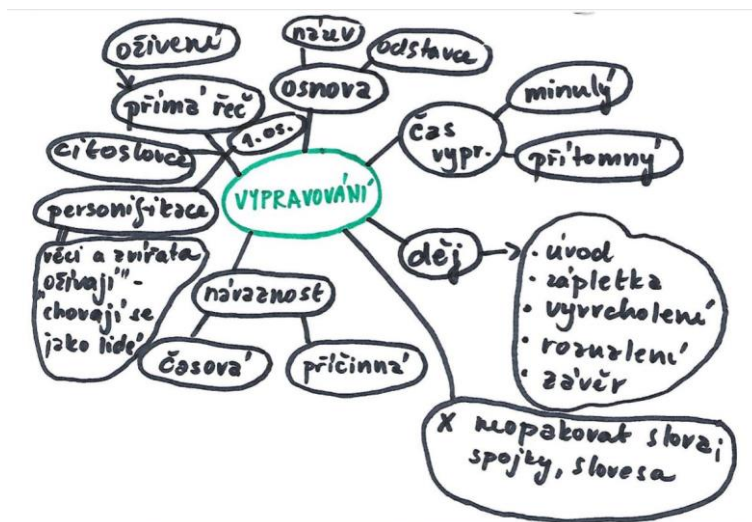 oživení
název
odstavce
osnova
přímá řeč
1. os.
citoslovce
personifikace
věci a zvířata
"ožívají" -
chovají se
jako lidé
VYPRAVOVÁNÍ
čas
vypr.
minulý
přítomný
děj
· úvod
· zápletka
· vyvrcholení
· rozuzlení
· závěr
návaznost
časová
příčinná
X neopakovat slova;
spojky, slovesa